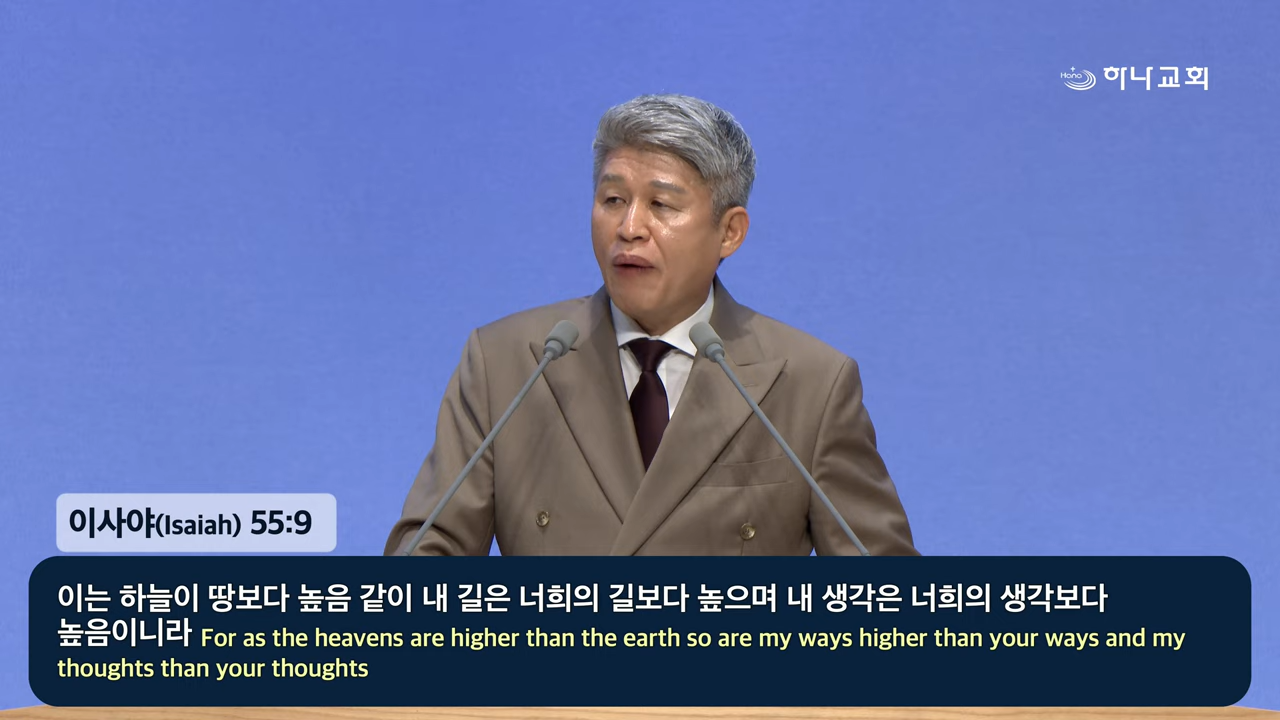 Hana 하나교회
이사야(Isaiah) 55:9
이는 하늘이 땅보다 높음 같이 내 길은 너희의 길보다 높으며 내 생각은 너희의 생각보다
높음이니라 For as the heavens are higher than the earth so are my ways higher than your ways and my
thoughts than your thoughts